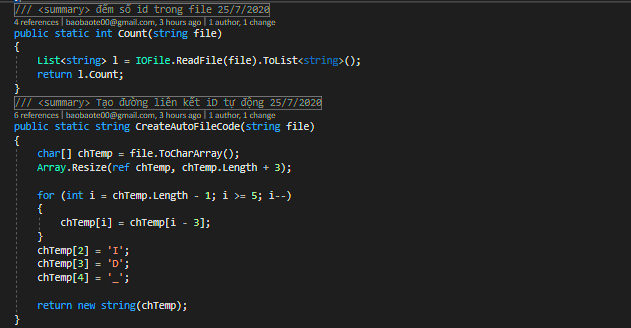 /// <summary> đếm số id trong file 25/7/2020
4 references | baobaote00@gmail.com, 3 hours ago | 1 author, 1 change
public static int Count(string file)
{
List<string> l = IOFile.ReadFile(file).ToList<string>();
return l.Count;
}
/// <summary> Tạo đường liên kết iD tự động 25/7/2020
6 references | baobaote00@gmail.com, 3 hours ago | 1 author, 1 change
public static string CreateAutoFileCode(string file)
{
char[] chTemp = file.ToCharArray();
Array.Resize(ref chTemp, chTemp.Length + 3);
for (int i = chTemp.Length - 1; i >= 5; i--)
{
chTemp[i] = chTemp[i - 3];
}
chTemp[2] = 'I';
chTemp[3] = 'D';
chTemp[4] = '_';
return new string(chTemp);
}